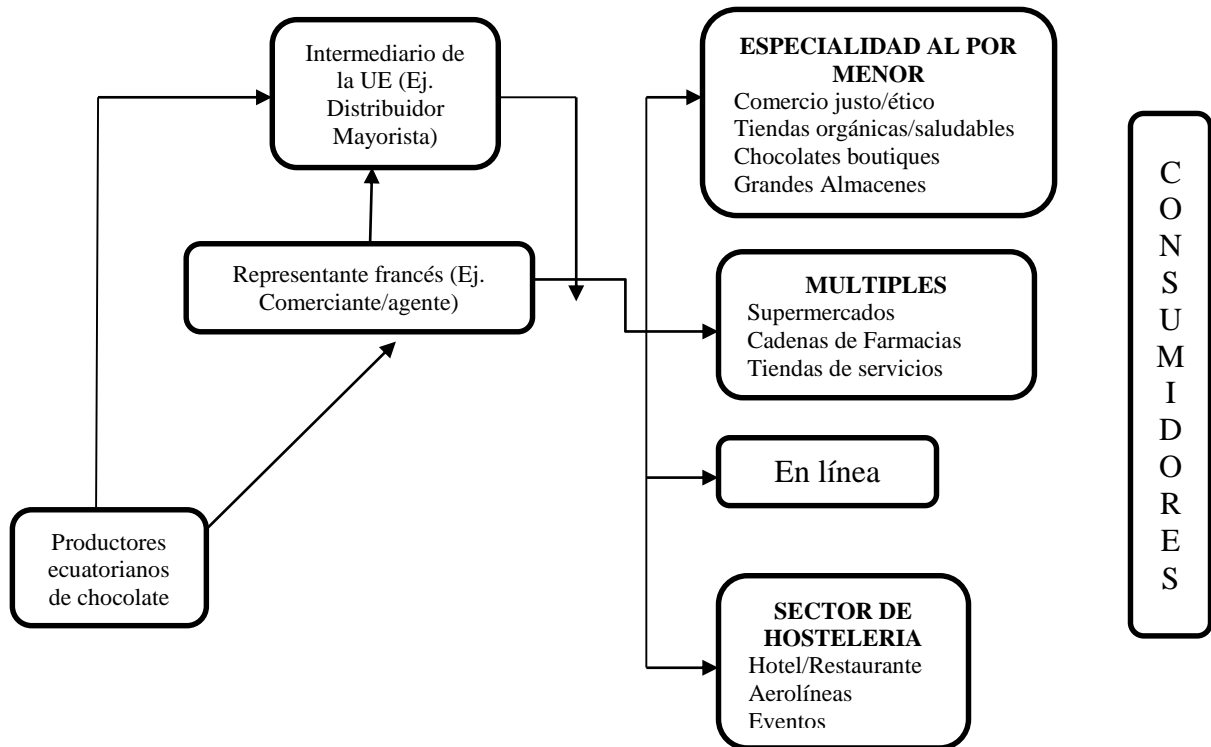 Intermediario de
la UE (Ej.
Distribuidor
Mayorista)
Representante francés (Ej.
Comerciante/agente)
Productores
ecuatorianos
de chocolate
ESPECIALIDAD AL POR
MENOR
Comercio justo/ético
Tiendas orgánicas/saludables
Chocolates boutiques
Grandes Almacenes
MULTIPLES
Supermercados
Cadenas de Farmacias
Tiendas de servicios
En línea
SECTOR DE
HOSTELERIA
Hotel/Restaurante
Aerolíneas
Eventos
C
O
N
S
U
M
I
D
O
R
E
S